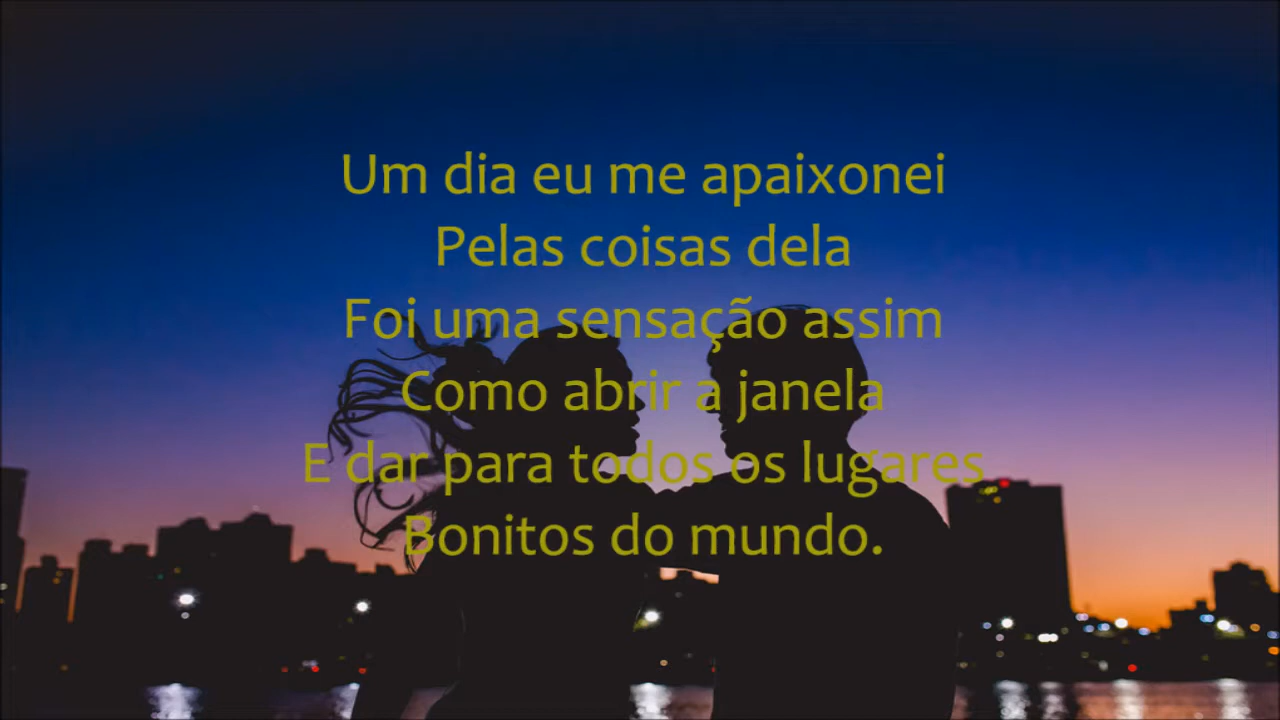 Um dia eu me apaixonei
Pelas coisas dela
Foi uma sensação assim
Como abrir a janela
E dar para todos os lugares
Bonitos do mundo.